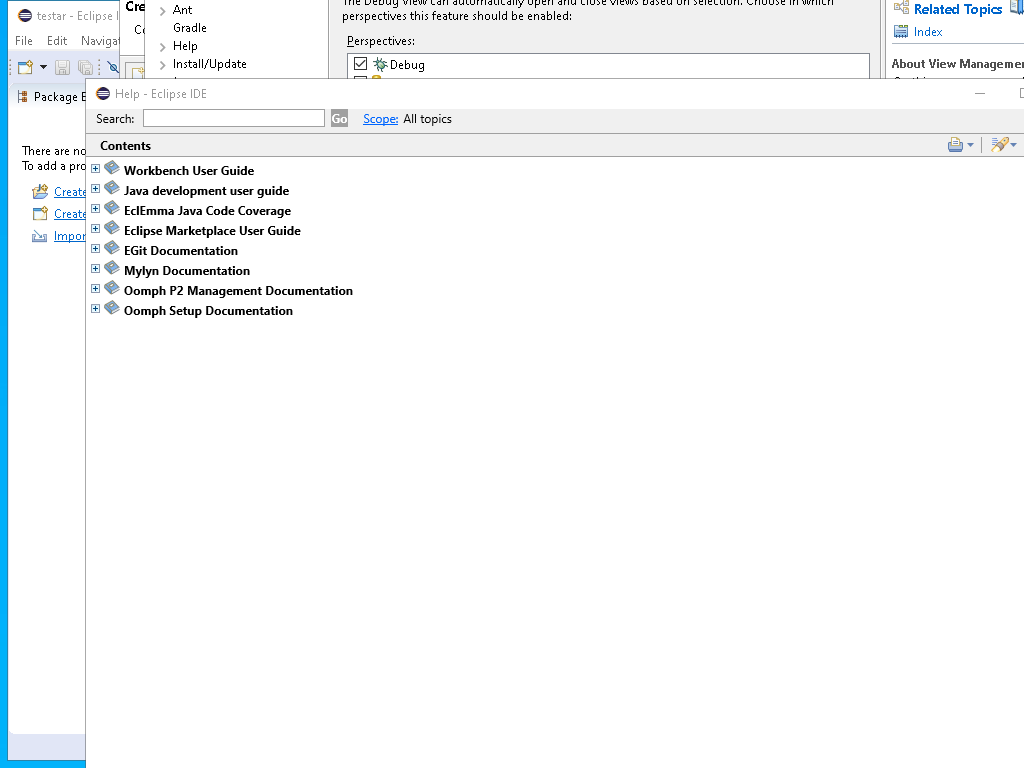 testar - Eclipse I
File Edit Navigat
Package E
There are no
To add a pro
Create
Create
Impor
Cre
Ant
Gradle
Help
Install/Update
The Debug View can automatically open and close views based on selection. Choose in which
perspectives this feature should be enabled:
Perspectives:
Debug
Related Topics
Index
About View Manageme
Help - Eclipse IDE
Search: Go Scope: All topics
Contents
Workbench User Guide
Java development user guide
EclEmma Java Code Coverage
Eclipse Marketplace User Guide
EGit Documentation
Mylyn Documentation
Oomph P2 Management Documentation
Oomph Setup Documentation